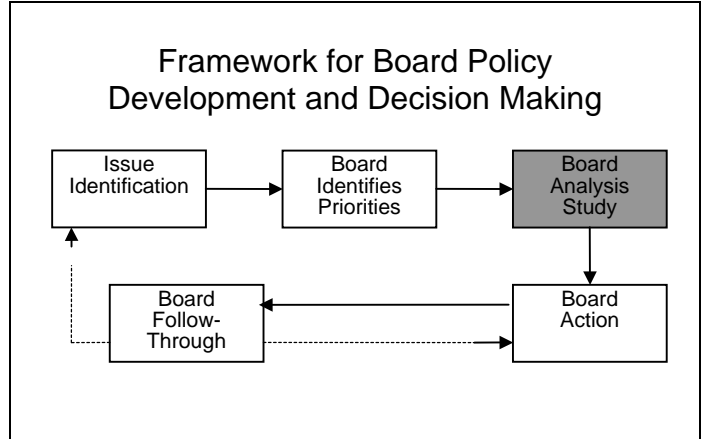 Framework for Board Policy
Development and Decision Making
Issue
Identification
Board
Identifies
Priorities
Board
Analysis
Study
Board
Follow-
Through
Board
Action